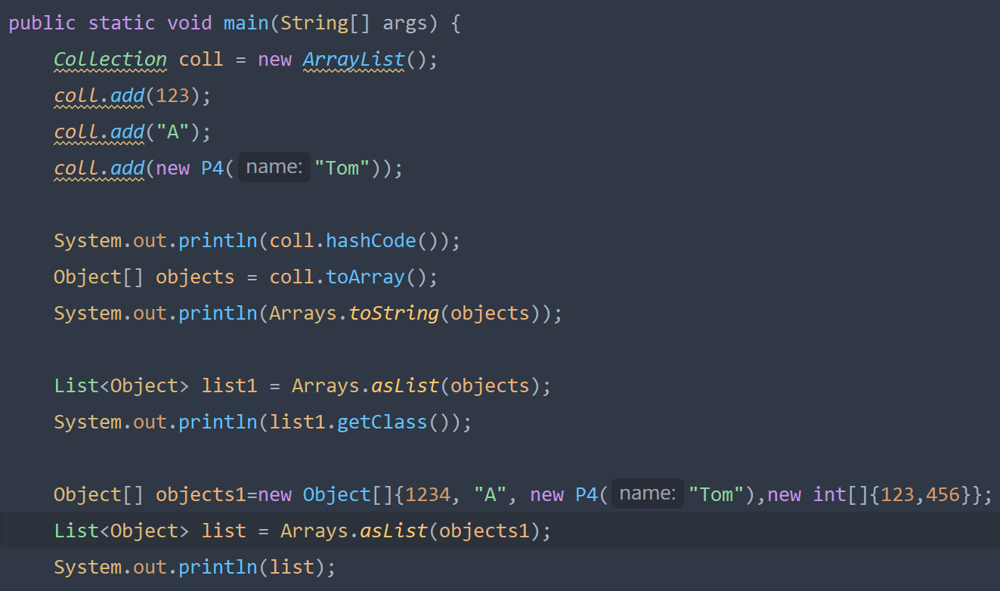 public static void main(String[] args) {
    Collection coll = new ArrayList();
    coll.add(123);
    coll.add("A");
    coll.add(new P4( name: "Tom"));
    System.out.println(coll.hashCode());
    Object[] objects = coll.toArray();
    System.out.println(Arrays.toString(objects));
    List<Object> list1 = Arrays.asList(objects);
    System.out.println(list1.getClass());
    Object[] objects1=new Object[]{1234, "A", new P4( name: "Tom"),new int[]{123,456}};
    List<Object> list = Arrays.asList(objects1);
    System.out.println(list);